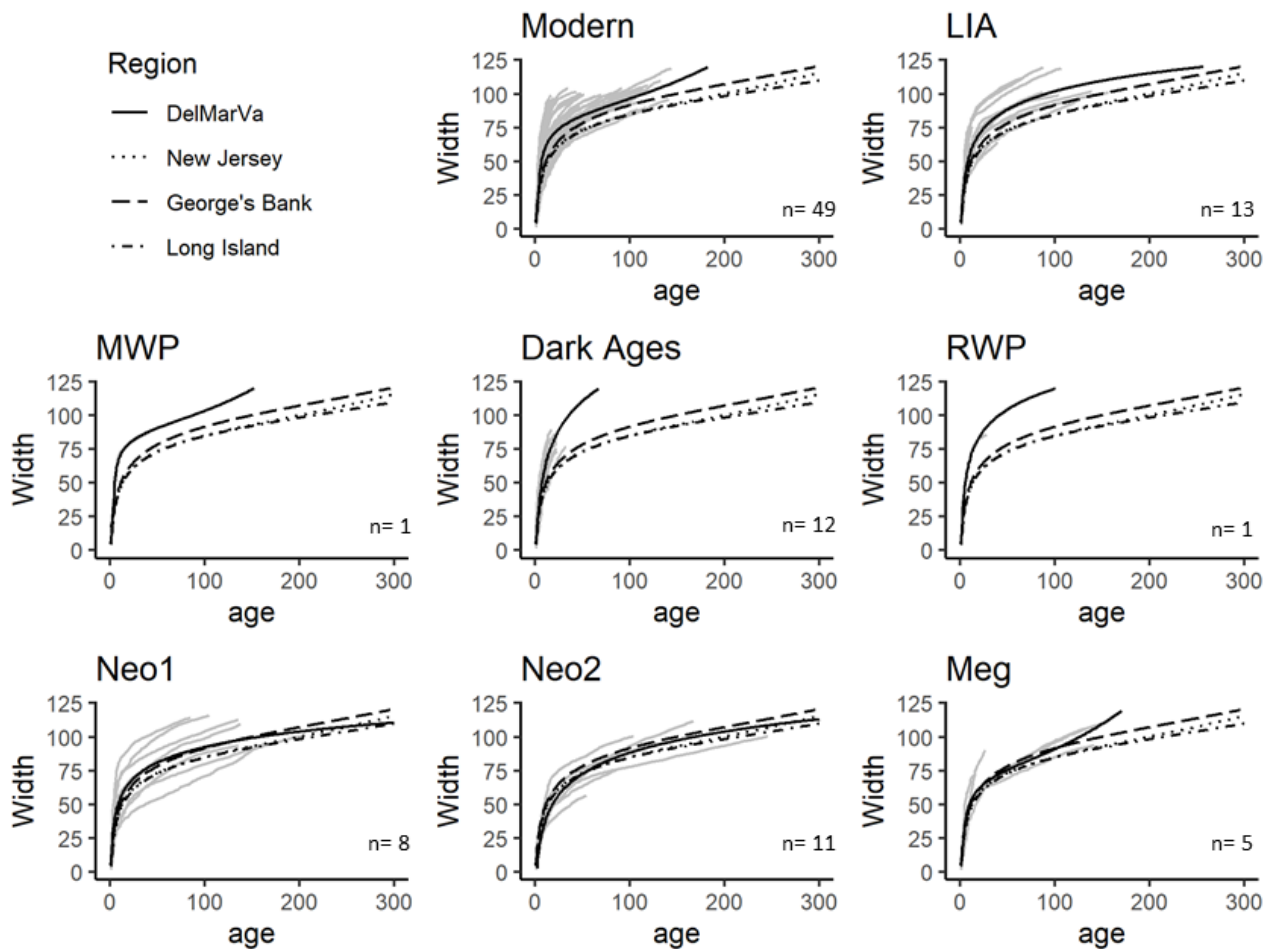 Region
DelMarVa
New Jersey
George's Bank
Long Island
Modern
Width
125
100
75
50
25
0
n= 49
0 100 200 300
age
LIA
Width
125
100
75
50
25
0
n= 13
0 100 200 300
age
MWP
Width
125
100
75
50
25
0
n= 1
0 100 200 300
age
Dark Ages
Width
125
100
75
50
25
0
n= 12
0 100 200 300
age
RWP
Width
125
100
75
50
25
0
n= 1
0 100 200 300
age
Neo1
Width
125
100
75
50
25
0
n= 8
0 100 200 300
age
Neo2
Width
125
100
75
50
25
0
n= 11
0 100 200 300
age
Meg
Width
125
100
75
50
25
0
n= 5
0 100 200 300
age